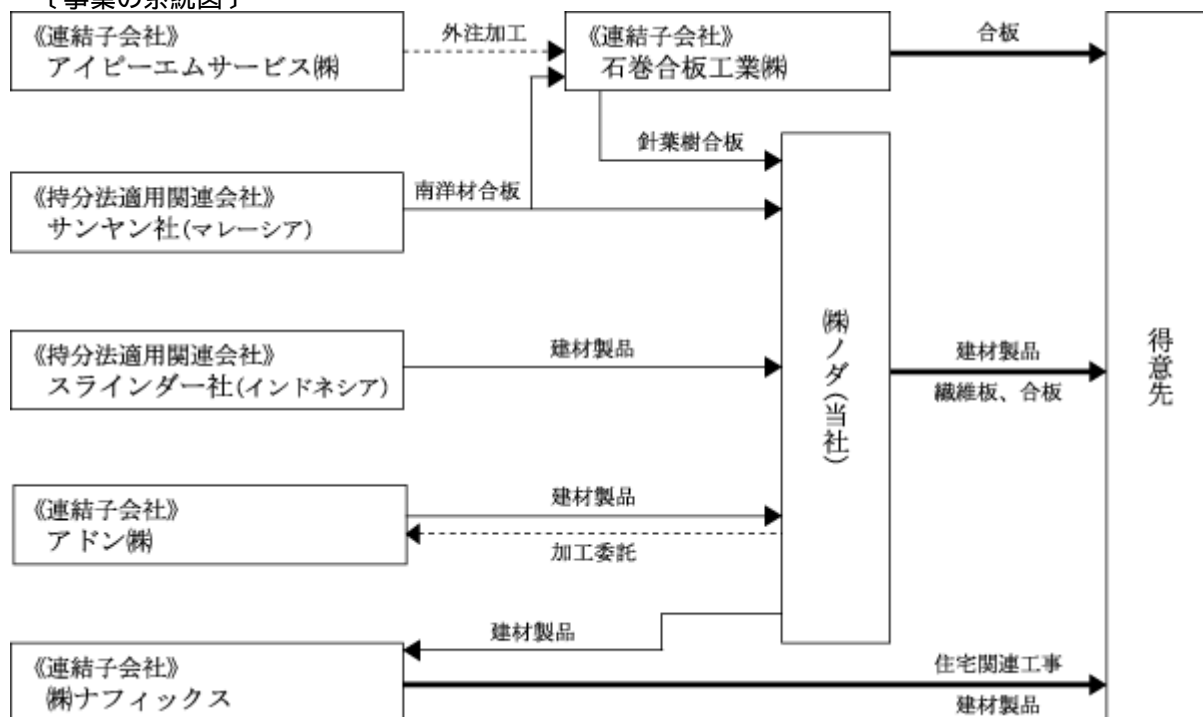 〔事業の系統図〕
《連結子会社》
アイピーエムサービス㈱
外注加工
《連結子会社》
石巻合板工業㈱
合板
針葉樹合板
《持分法適用関連会社》
サンヤン社(マレーシア)
南洋材合板
《持分法適用関連会社》
スラインダー社(インドネシア)
建材製品
㈱ノダ(当社)
建材製品
繊維板、合板
得意先
《連結子会社》
アドン㈱
建材製品
加工委託
建材製品
《連結子会社》
㈱ナフィックス
住宅関連工事
建材製品